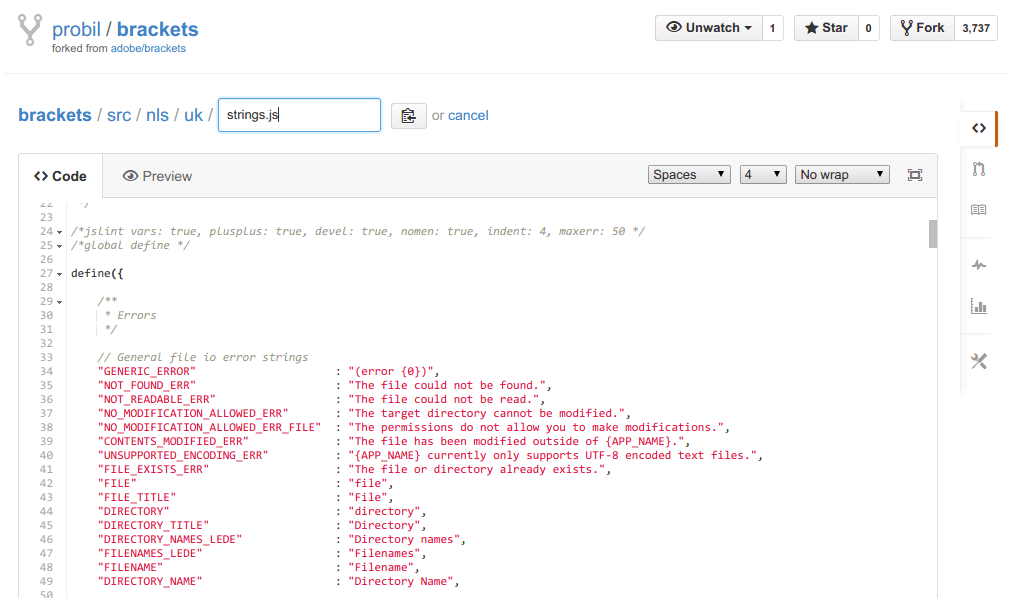 probil / brackets
forked from adobe/brackets
Unwatch 1 Star 0 Fork 3,737
brackets / src / nls / uk / strings.js or cancel
Code Preview Spaces 4 No wrap
22 */
23
24 /*jslint vars: true, plusplus: true, devel: true, nomen: true, indent: 4, maxerr: 50 */
25 /*global define */
26
27 define({
28
29 /**
30 * Errors
31 */
32
33 // General file io error strings
34 "GENERIC_ERROR" : "(error {0})",
35 "NOT_FOUND_ERR" : "The file could not be found.",
36 "NOT_READABLE_ERR" : "The file could not be read.",
37 "NO_MODIFICATION_ALLOWED_ERR" : "The target directory cannot be modified.",
38 "NO_MODIFICATION_ALLOWED_ERR_FILE" : "The permissions do not allow you to make modifications.",
39 "CONTENTS_MODIFIED_ERR" : "The file has been modified outside of {APP_NAME}.",
40 "UNSUPPORTED_ENCODING_ERR" : "{APP_NAME} currently only supports UTF-8 encoded text files.",
41 "FILE_EXISTS_ERR" : "The file or directory already exists.",
42 "FILE" : "file",
43 "FILE_TITLE" : "File",
44 "DIRECTORY" : "directory",
45 "DIRECTORY_TITLE" : "Directory",
46 "DIRECTORY_NAMES_LEDE" : "Directory names",
47 "FILENAMES_LEDE" : "Filenames",
48 "FILENAME" : "Filename",
49 "DIRECTORY_NAME" : "Directory Name",
50